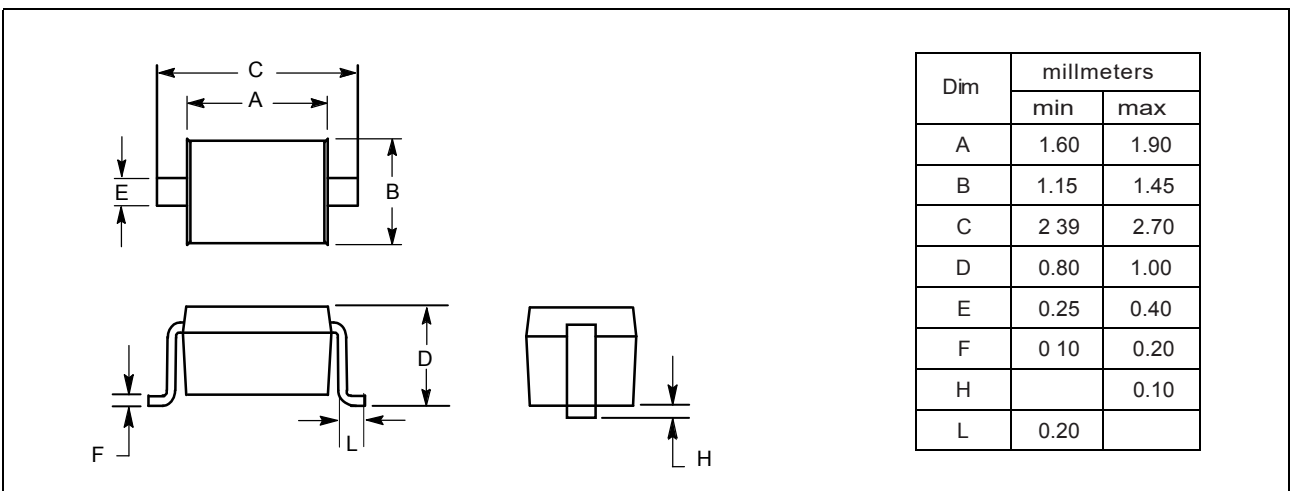 C
A
E
B
D
F
L
H
Dim millmeters
min max
A 1.60 1.90
B 1.15 1.45
C 2 39 2.70
D 0.80 1.00
E 0.25 0.40
F 0 10 0.20
H 0.10
L 0.20